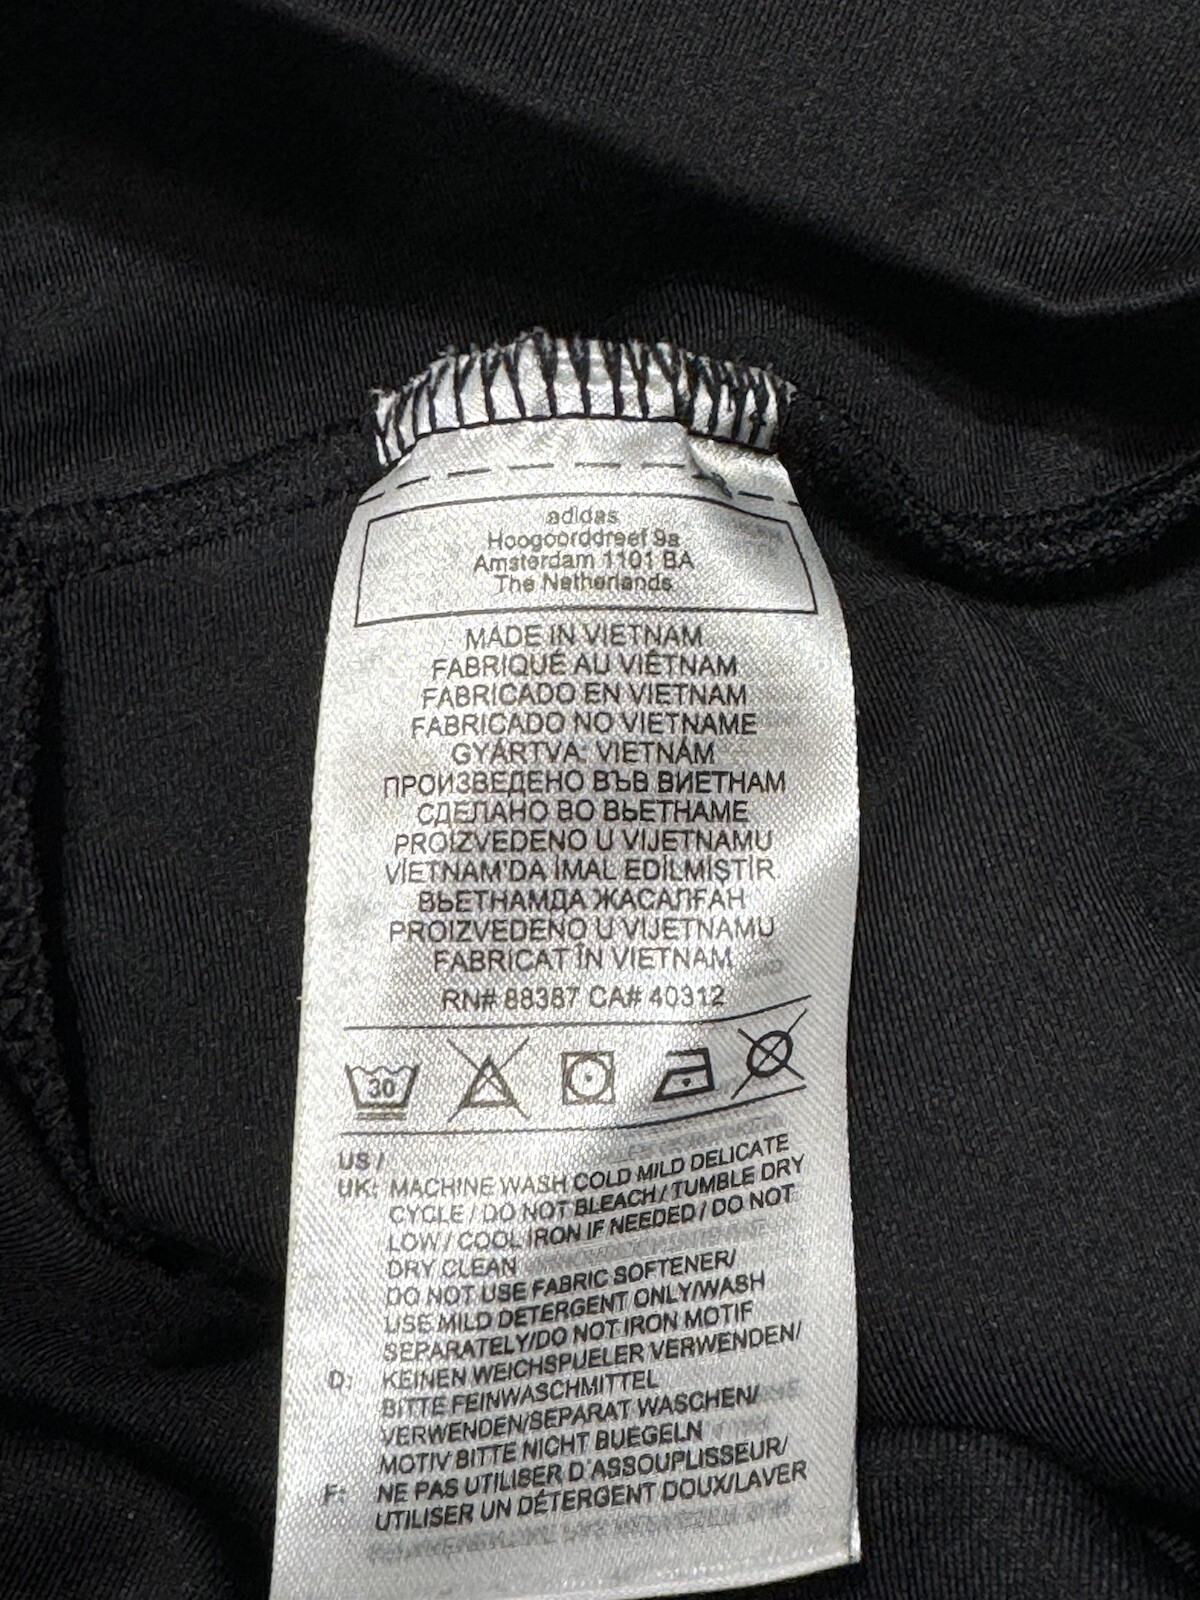 adidas
Hoogoorddreef 9a
Amsterdam 1101 BA
The Netherlands
MADE IN VIETNAM
FABRIQUÉ AU VIÊTNAM
FABRICADO EN VIETNAM
FABRICADO NO VIETNAME
GYÁRTVA: VIETNÁM
ПРОИЗВЕДЕНО ВЪВ ВИЕТНАМ
СДЕЛАНО ВО ВЬЕТНАМЕ
PROIZVEDENO U VIJETNAMU
VİETNAM'DA İMAL EDİLMİŞTİR
ВЬЕТНАМДА ЖАСАЛҒАН
PROIZVEDENO U VIJETNAMU
FABRICAT ÎN VIETNAM
RN# 88387 CA# 40312
30
US /
UK: MACHINE WASH COLD MILD DELICATE
CYCLE / DO NOT BLEACH / TUMBLE DRY
LOW / COOL IRON IF NEEDED / DO NOT
DRY CLEAN
DO NOT USE FABRIC SOFTENER/
USE MILD DETERGENT ONLY/WASH
SEPARATELY/DO NOT IRON MOTIF
D: KEINEN WEICHSPUELER VERWENDEN/
BITTE FEINWASCHMITTEL
VERWENDEN/SEPARAT WASCHEN/
MOTIV BITTE NICHT BUEGELN
F: NE PAS UTILISER D'ASSOUPLISSEUR/
UTILISER UN DÉTERGENT DOUX/LAVER